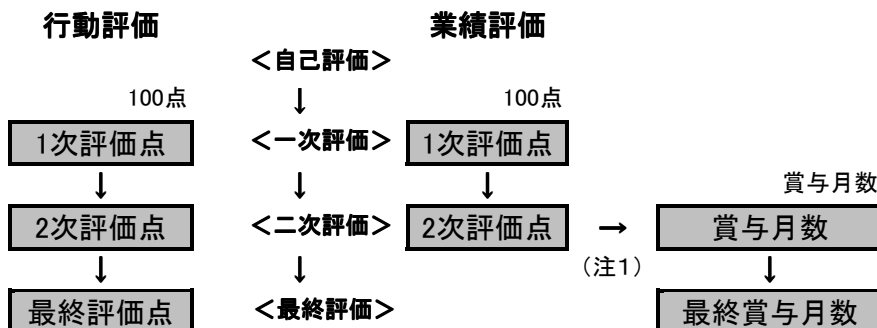 行動評価 業績評価
＜自己評価＞
100点 ↓ 100点
1次評価点 ＜一次評価＞ 1次評価点
↓ ↓ ↓ 賞与月数
2次評価点 ＜二次評価＞ 2次評価点 → 賞与月数
↓ ↓ （注1） ↓
最終評価点 ＜最終評価＞ 最終賞与月数